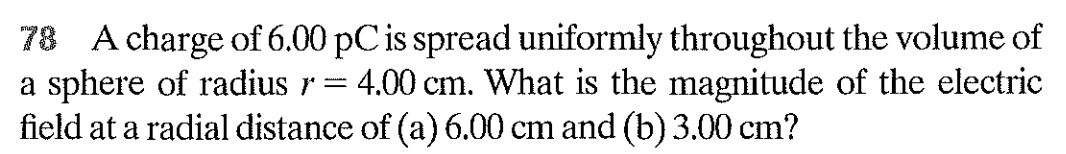 78 A charge of 6.00 pC is spread uniformly throughout the volume of
a sphere of radius r = 4.00 cm. What is the magnitude of the electric
field at a radial distance of (a) 6.00 cm and (b) 3.00 cm?